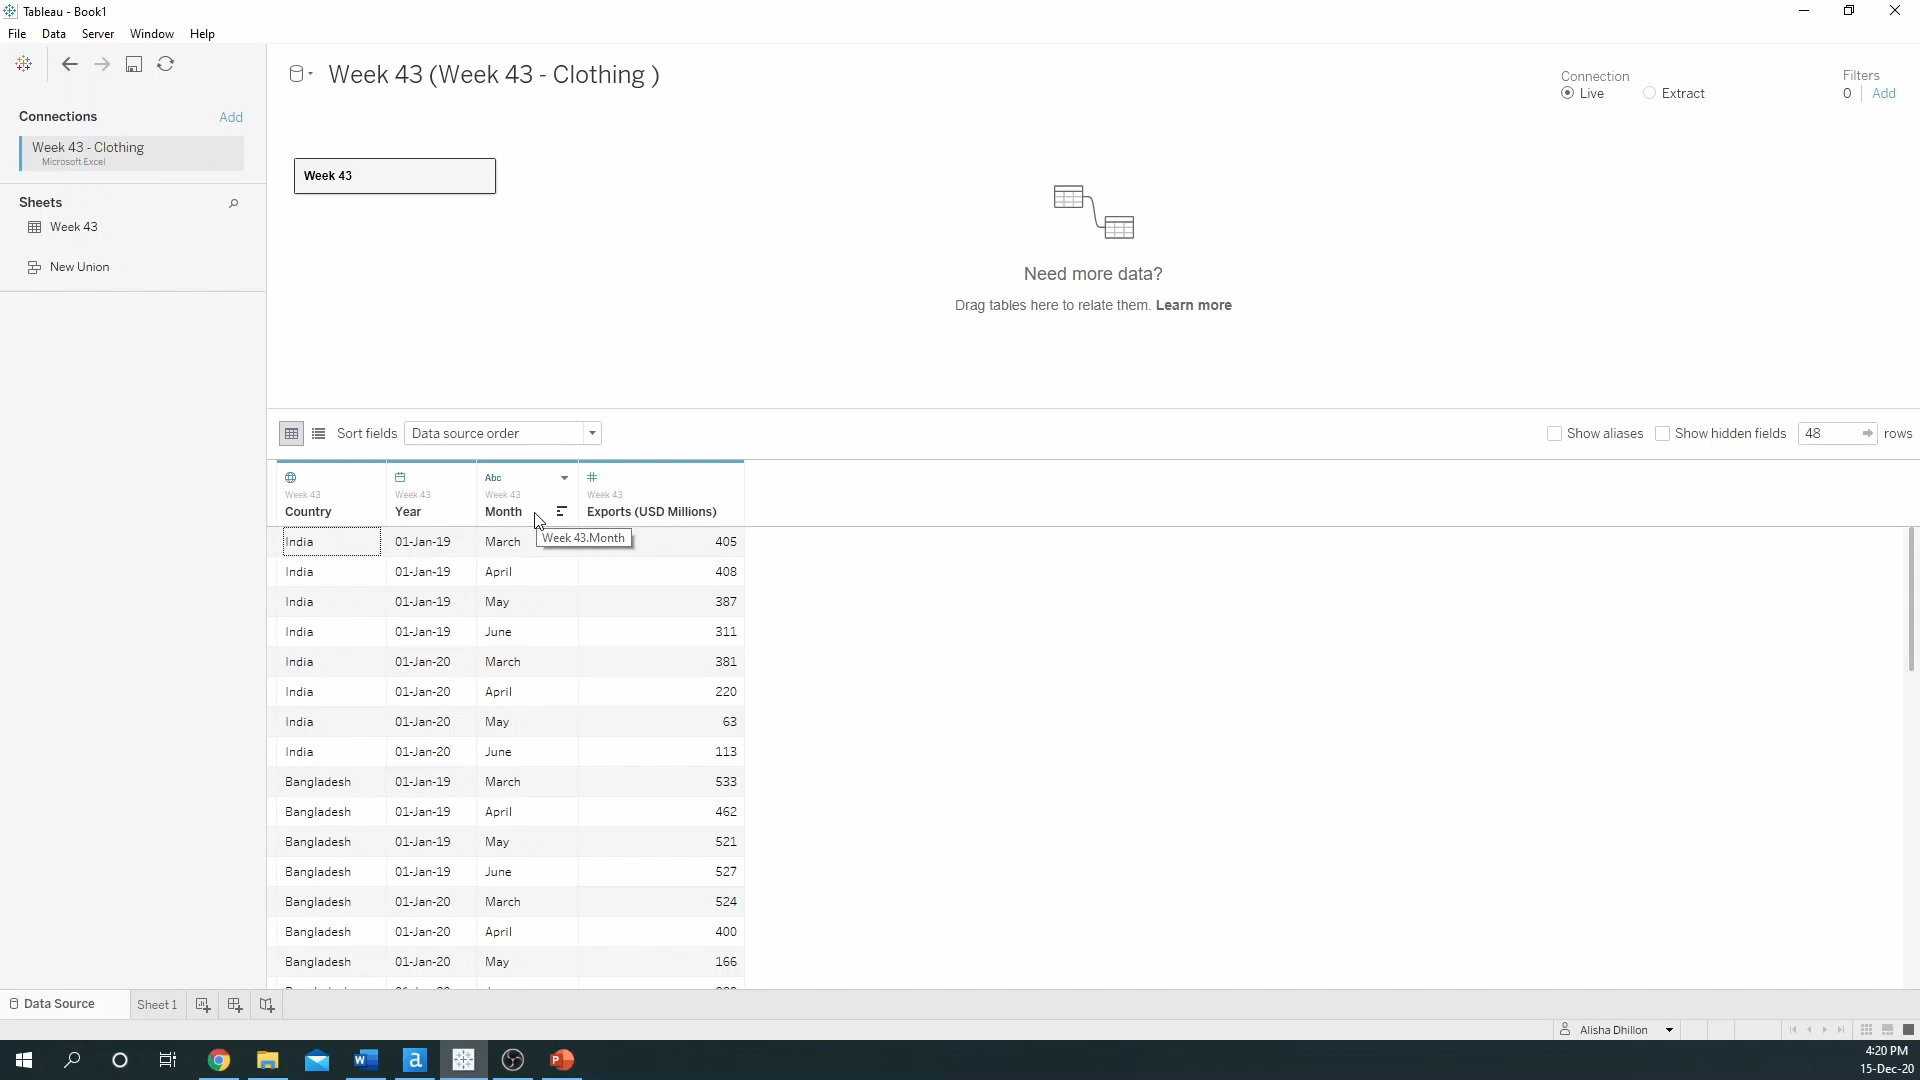 Tableau - Book1
File Data Server Window Help
Connections Add
Week 43 - Clothing
Microsoft Excel
Sheets
Week 43
New Union
Week 43 (Week 43 - Clothing )
Connection
Live Extract
Filters
0 Add
Week 43
Need more data?
Drag tables here to relate them. Learn more
Sort fields Data source order
Show aliases Show hidden fields 48 rows
Abc
Week 43 Week 43 Week 43 Week 43
Country Year Month Exports (USD Millions)
Week 43.Month
India 01-Jan-19 March 405
India 01-Jan-19 April 408
India 01-Jan-19 May 387
India 01-Jan-19 June 311
India 01-Jan-20 March 381
India 01-Jan-20 April 220
India 01-Jan-20 May 63
India 01-Jan-20 June 113
Bangladesh 01-Jan-19 March 533
Bangladesh 01-Jan-19 April 462
Bangladesh 01-Jan-19 May 521
Bangladesh 01-Jan-19 June 527
Bangladesh 01-Jan-20 March 524
Bangladesh 01-Jan-20 April 400
Bangladesh 01-Jan-20 May 166
Data Source Sheet 1
Alisha Dhillon
4:20 PM
15-Dec-20